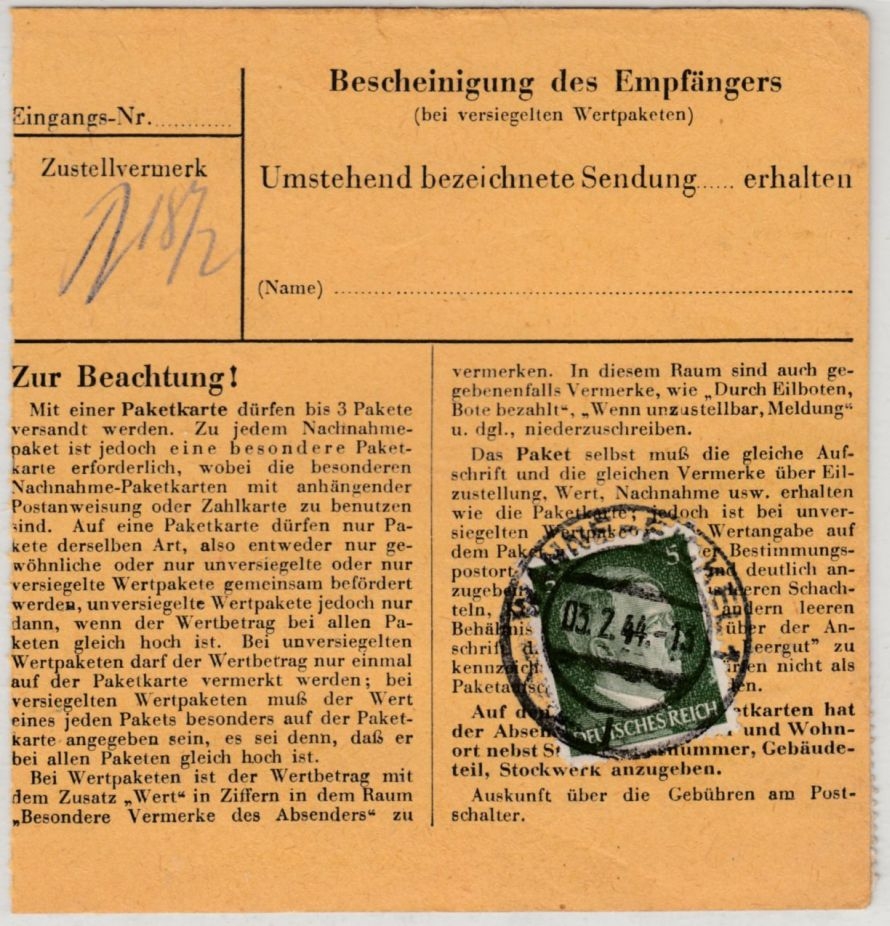 Eingangs-Nr.............
Zustellvermerk
18/2
Bescheinigung des Empfängers
(bei versiegelten Wertpaketen)
Umstehend bezeichnete Sendung...... erhalten
(Name) ........................................................
Zur Beachtung!
Mit einer Paketkarte dürfen bis 3 Pakete
versandt werden. Zu jedem Nachnahme-
paket ist jedoch eine besondere Paket-
karte erforderlich, wobei die besonderen
Nachnahme-Paketkarten mit anhängender
Postanweisung oder Zahlkarte zu benutzen
sind. Auf eine Paketkarte dürfen nur Pa-
kete derselben Art, also entweder nur ge-
wöhnliche oder nur unversiegelte oder nur
versiegelte Wertpakete gemeinsam befördert
werden, unversiegelte Wertpakete jedoch nur
dann, wenn der Wertbetrag bei allen Pa-
keten gleich hoch ist. Bei unversiegelten
Wertpaketen darf der Wertbetrag nur einmal
auf der Paketkarte vermerkt werden; bei
versiegelten Wertpaketen muß der Wert
eines jeden Pakets besonders auf der Paket-
karte angegeben sein, es sei denn, daß er
bei allen Paketen gleich hoch ist.
Bei Wertpaketen ist der Wertbetrag mit
dem Zusatz „Wert“ in Ziffern in dem Raum
„Besondere Vermerke des Absenders“ zu
vermerken. In diesem Raum sind auch ge-
gebenenfalls Vermerke, wie „Durch Eilboten,
Bote bezahlt“, „Wenn unzustellbar, Meldung“
u. dgl., niederzuschreiben.
Das Paket selbst muß die gleiche Auf-
schrift und die gleichen Vermerke über Eil-
zustellung, Wert, Nachnahme usw. erhalten
wie die Paketkarte; jedoch ist bei unver-
siegelten Wertangabe auf
dem Bestimmungs-
postort deutlich an-
zugeben Schach-
teln, andern leeren
über der An-
“Leergut” zu
nicht als
Auf den hat
der und Wohn-
ort nebst Gebäude-
teil, Stockwerk anzugeben.
Auskunft über die Gebühren am Post-
schalter.
5
03.2.44.-13
DEUTSCHES REICH